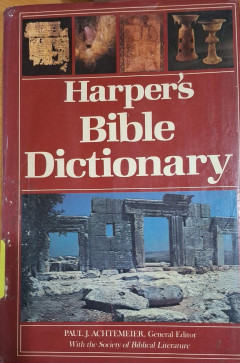 Harper's
Bible
Dictionary
PAUL J. ACHTEMEIER, General Editor
With the Society of Biblical Literature